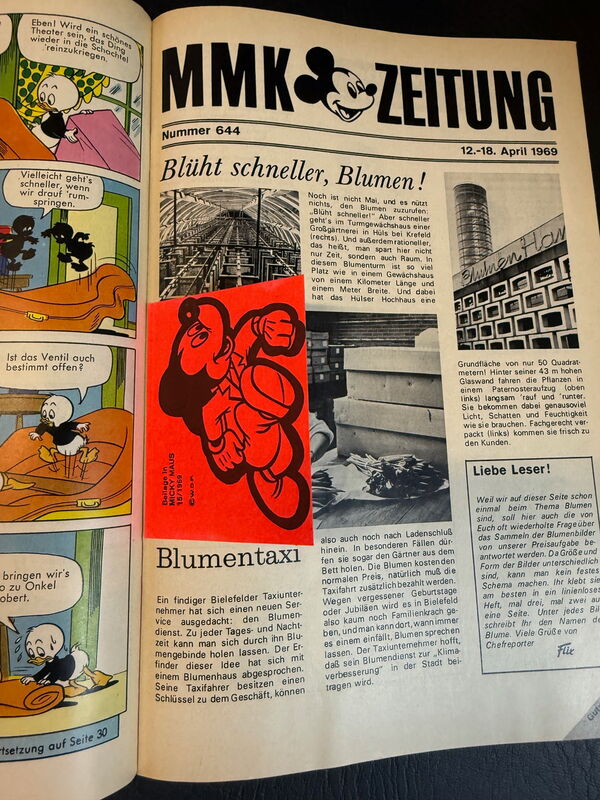 Eben! Wird ein schönes
Theater sein, das Ding
wieder in die Schachtel
'reinzukriegen.
Vielleicht geht's
schneller, wenn
wir drauf 'rum-
springen.
Ist das Ventil auch
bestimmt offen?
bringen wir's
zu Onkel
obert.
rtsetzung auf Seite 30
MMK ZEITUNG
Nummer 644
12.-18. April 1969
Blüht schneller, Blumen!
Noch ist nicht Mai, und es nützt
nichts, den Blumen zuzurufen:
„Blüht schneller!" Aber schneller
geht's im Turmgewächshaus einer
Großgärtnerei in Hüls bei Krefeld
(rechts). Und außerdem rationeller,
das heißt, man spart hier nicht
nur Zeit, sondern auch Raum. In
diesem Blumenturm ist so viel
Platz wie in einem Gewächshaus
von einem Kilometer Länge und
einem Meter Breite. Und dabei
hat das Hülser Hochhaus eine
Blumen
Grundfläche von nur 50 Quadrat-
metern! Hinter seiner 43 m hohen
Glaswand fahren die Pflanzen in
einem Paternosteraufzug (oben
links) langsam 'rauf und 'runter.
Sie bekommen dabei genausoviel
Licht, Schatten und Feuchtigkeit
wie sie brauchen. Fachgerecht ver-
packt (links) kommen sie frisch zu
den Kunden.
Beilage in
MICKY MAUS
15/1969
© W.D.P.
Blumentaxi
Ein findiger Bielefelder Taxiunter-
nehmer hat sich einen neuen Ser-
vice ausgedacht: den Blumen-
dienst. Zu jeder Tages- und Nacht-
zeit kann man sich durch ihn Blu-
mengebinde holen lassen. Der Er-
finder dieser Idee hat sich mit
einem Blumenhaus abgesprochen.
Seine Taxifahrer besitzen einen
Schlüssel zu dem Geschäft, können
also auch noch nach Ladenschluß
hinein. In besonderen Fällen dür-
fen sie sogar den Gärtner aus dem
Bett holen. Die Blumen kosten den
normalen Preis, natürlich muß die
Taxifahrt zusätzlich bezahlt werden.
Wegen vergessener Geburtstage
oder Jubiläen wird es in Bielefeld
also kaum noch Familienkrach ge-
ben, und man kann dort, wann immer
es einem einfällt, Blumen sprechen
lassen. Der Taxiunternehmer hofft,
daß sein Blumendienst zur „Klima-
verbesserung" in der Stadt bei-
tragen wird.
Liebe Leser!
Weil wir auf dieser Seite schon
einmal beim Thema Blumen
sind, soll hier auch die von
Euch oft wiederholte Frage über
das Sammeln der Blumenbilder
von unserer Preisaufgabe be-
antwortet werden. Da Größe und
Form der Bilder unterschiedlich
sind, kann man kein festes
Schema machen. Ihr klebt sie
am besten in ein linienloses
Heft, mal drei, mal zwei auf
eine Seite. Unter jedes Bild
schreibt Ihr den Namen der
Blume. Viele Grüße von
Chefreporter
Flix